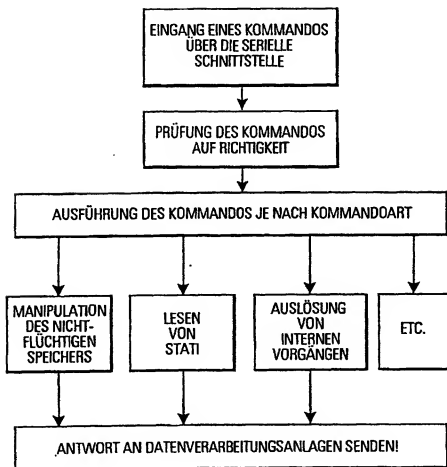 EINGANG EINES KOMMANDOS
ÜBER DIE SERIELLE
SCHNITTSTELLE
PRÜFUNG DES KOMMANDOS
AUF RICHTIGKEIT
AUSFÜHRUNG DES KOMMANDOS JE NACH KOMMANDOART
MANIPULATION
DES NICHT-
FLÜCHTIGEN
SPEICHERS
LESEN
VON
STATI
AUSLÖSUNG
VON
INTERNEN
VORGÄNGEN
ETC.
ANTWORT AN DATENVERARBEITUNGSANLAGEN SENDEN!